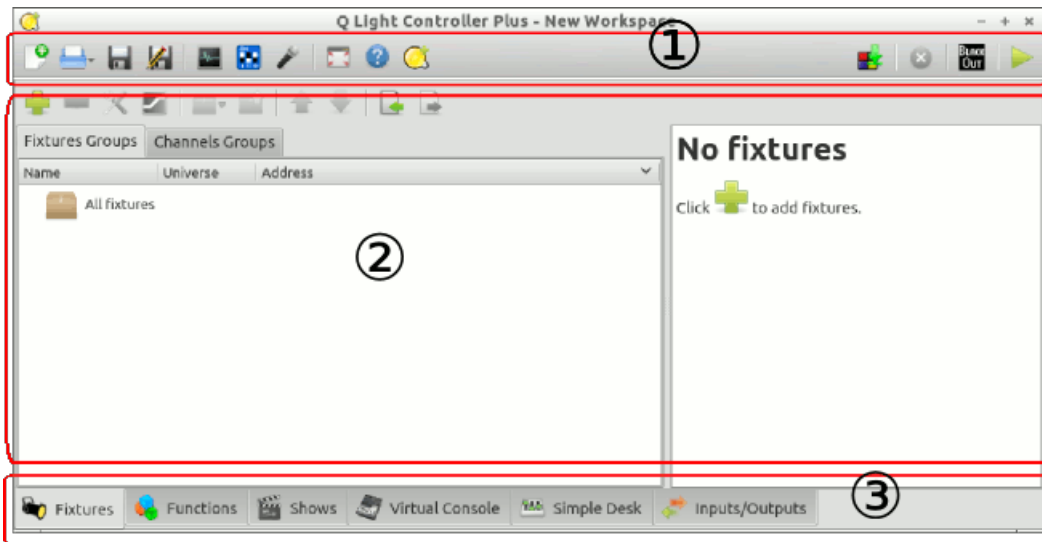 Q Light Controller Plus - New Workspace
①
BLACK OUT
Fixtures Groups Channels Groups
Name Universe Address
All fixtures
②
No fixtures
Click to add fixtures.
③
Fixtures Functions Shows Virtual Console Simple Desk Inputs/Outputs